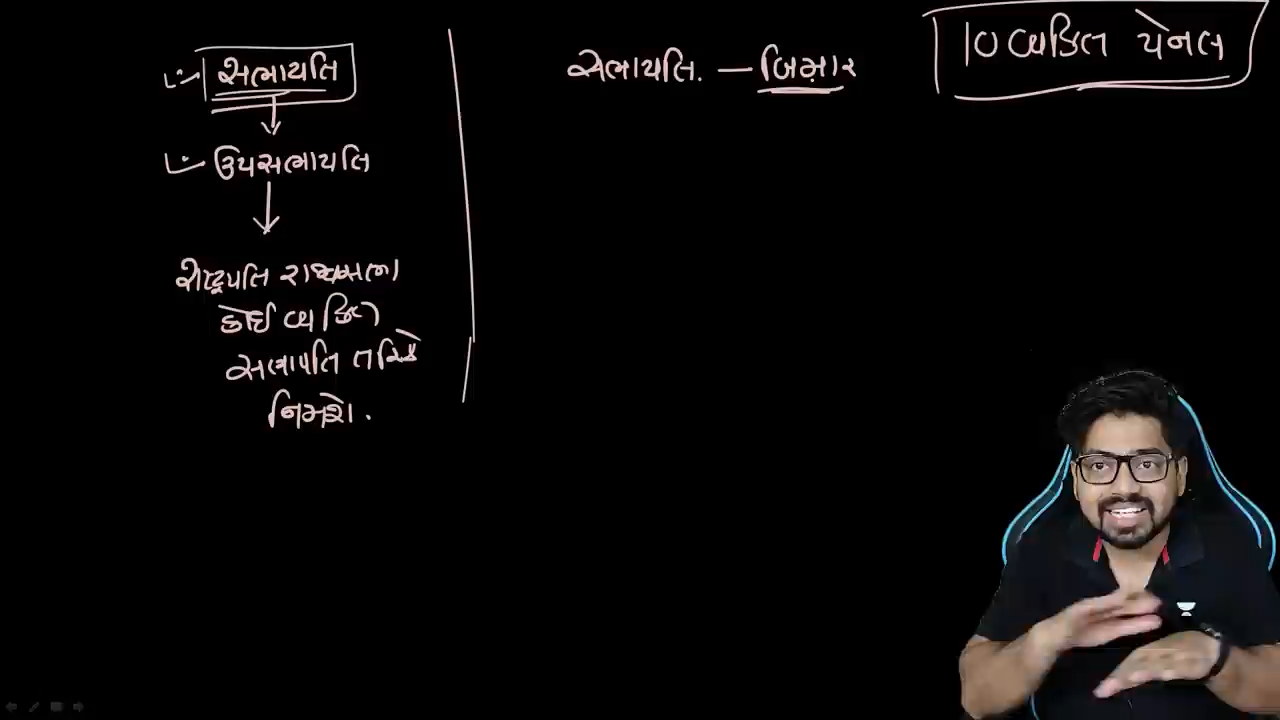 સભાપતિ
ઉપસભાપતિ
રાષ્ટ્રપતિ રાજ્યસભા
કોઈ વ્યક્તિ
સભાપતિ તરીકે
નિમશે.
સભાપતિ. — બિમાર
10 વ્યક્તિ પેનલ